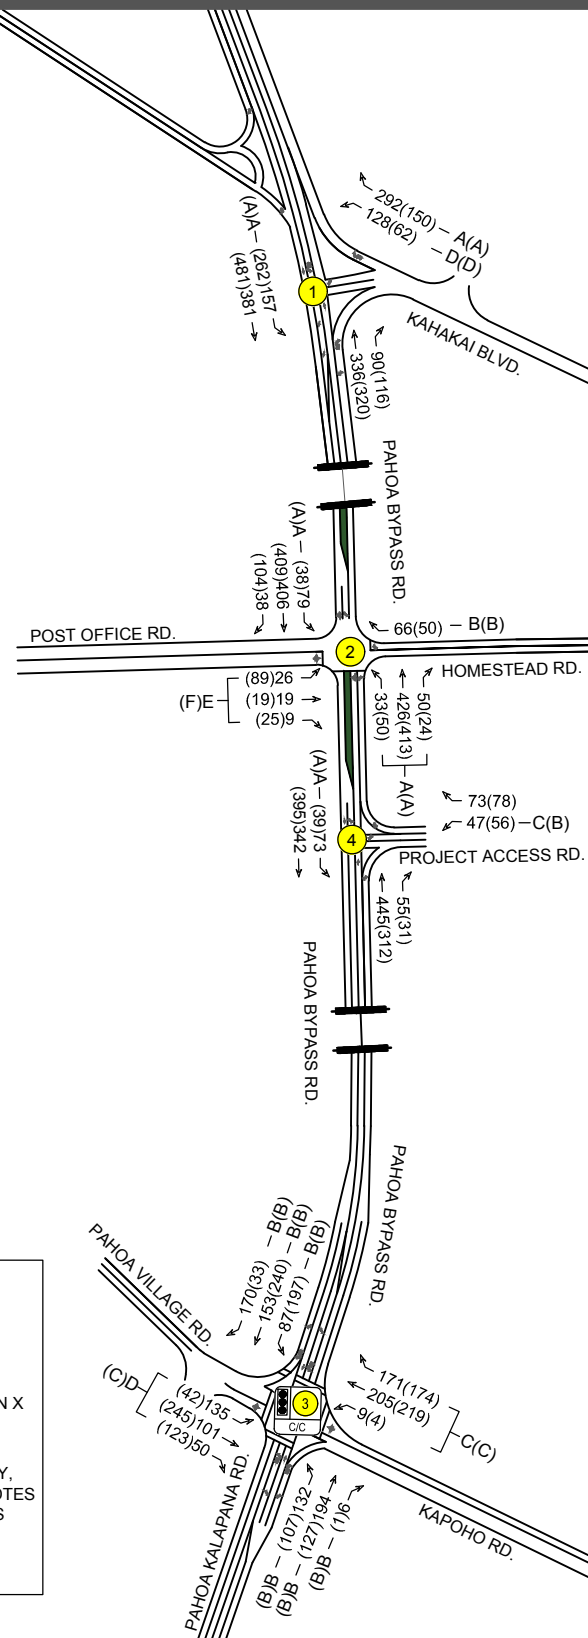 292(150) – A(A)
128(62) – D(D)
(A)A – (262)157
(481)381
1
KAHAKAI BLVD.
90(116)
336(320)
PAHOA BYPASS RD.
(A)A – (38)79
(409)406
(104)38
66(50) – B(B)
POST OFFICE RD.
2
HOMESTEAD RD.
(F)E
(89)26
(19)19
(25)9
50(24)
426(413)
33(50)
A(A)
(A)A – (39)73
(395)342
73(78)
47(56) – C(B)
4
PROJECT ACCESS RD.
55(31)
445(312)
PAHOA BYPASS RD.
PAHOA BYPASS RD.
170(33) – B(B)
153(240) – B(B)
87(197) – B(B)
PAHOA VILLAGE RD.
171(174)
205(219)
9(4)
C(C)
(C)D
(42)135
(245)101
(123)50
3
C/C
N X
Y,
OTES
S
PAHOA KALAPANA RD.
(B)B – (107)132
(B)B – (127)194
(B)B – (1)6
KAPOHO RD.